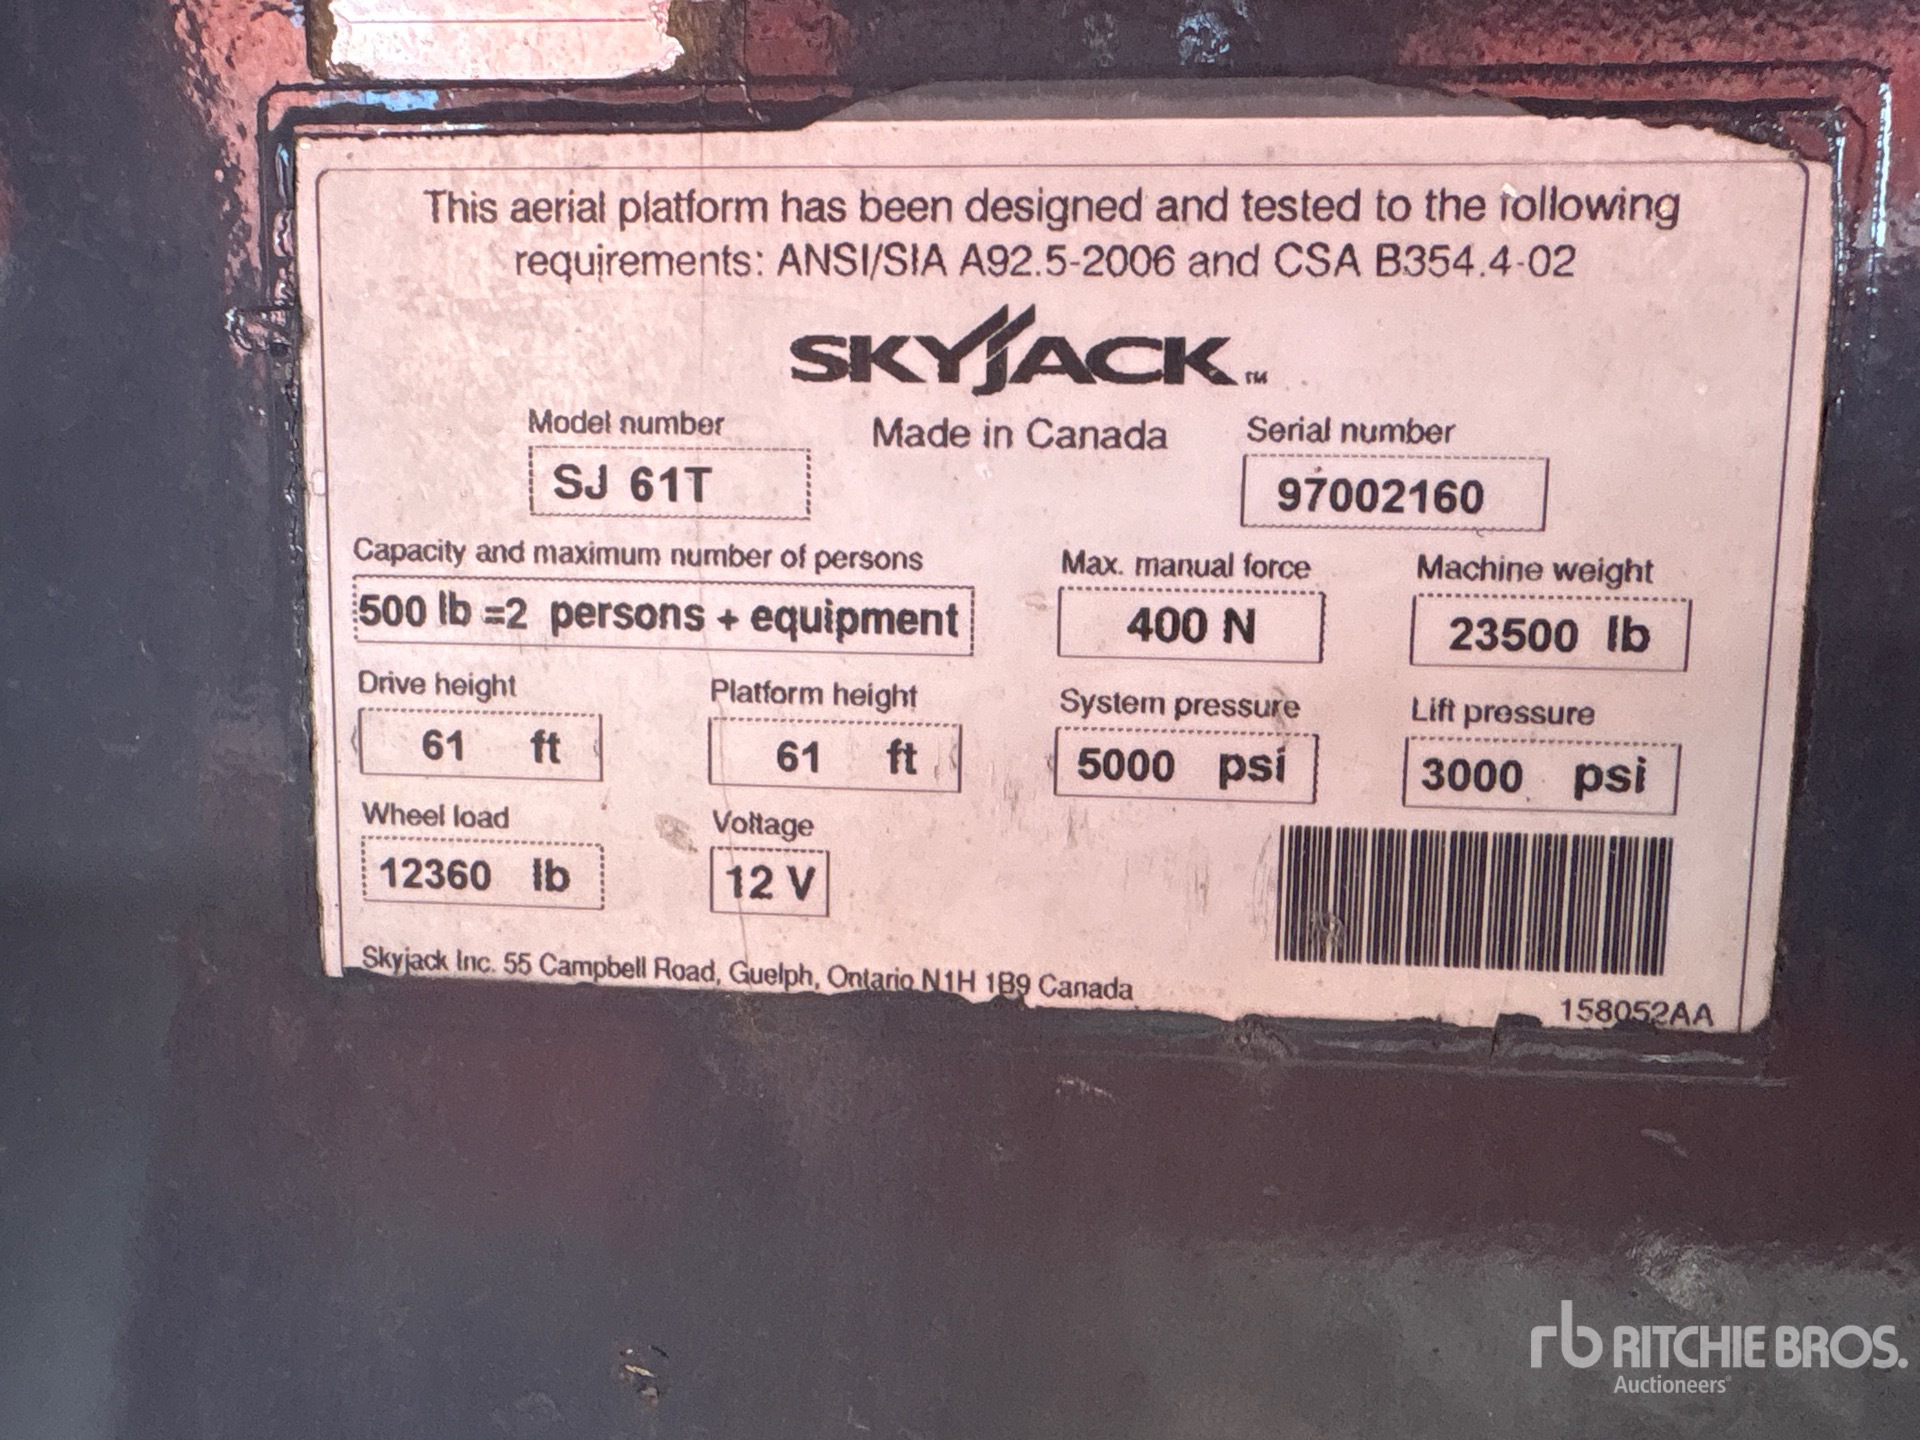 This aerial platform has been designed and tested to the following
requirements: ANSI/SIA A92.5-2006 and CSA B354.4-02
SKYJACK TM
Model number
SJ 61T
Made in Canada
Serial number
97002160
Capacity and maximum number of persons
500 lb =2 persons + equipment
Max. manual force
400 N
Machine weight
23500 lb
Drive height
61 ft
Platform height
61 ft
System pressure
5000 psi
Lift pressure
3000 psi
Wheel load
12360 lb
Voltage
12 V
Skyjack Inc. 55 Campbell Road, Guelph, Ontario N1H 1B9 Canada
158052AA
rb RITCHIE BROS.
Auctioneers